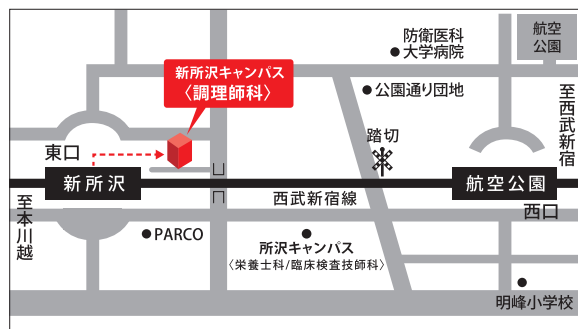 防衛医科
大学病院
航空
公園
新所沢キャンパス
〈調理師科〉
公園通り団地
至西武新宿
踏切
東口
新所沢
航空公園
西武新宿線
西口
至本川越
PARCO
所沢キャンパス
〈栄養士科/臨床検査技師科〉
明峰小学校